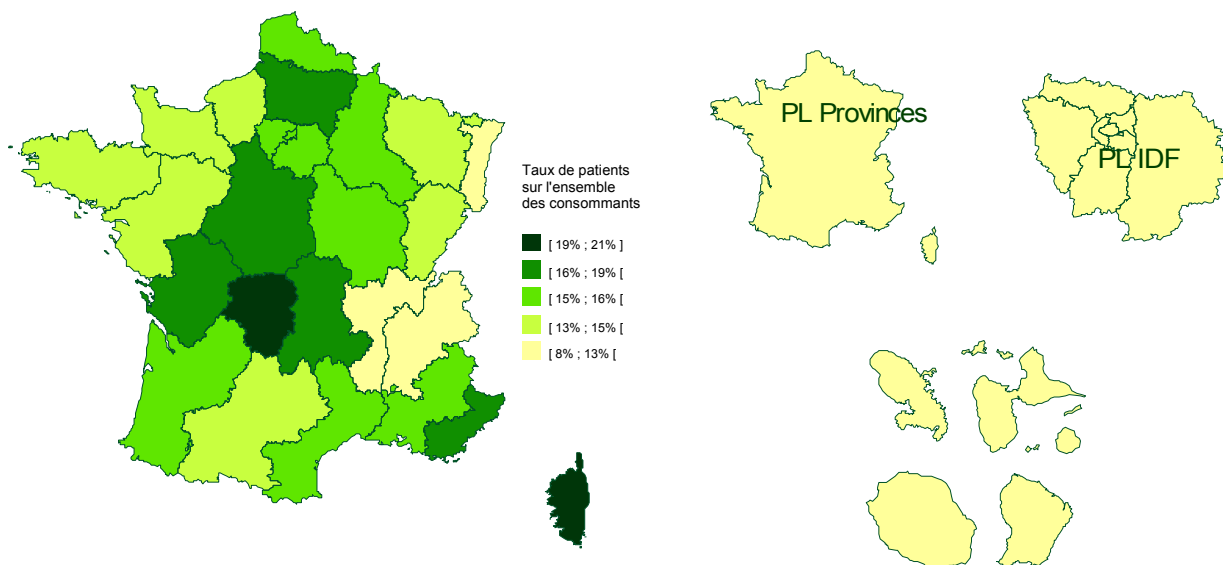 PL Provinces
PL IDF
Taux de patients
sur l'ensemble
des consommants
[ 19% ; 21% ]
[ 16% ; 19% [
[ 15% ; 16% [
[ 13% ; 15% [
[ 8% ; 13% [